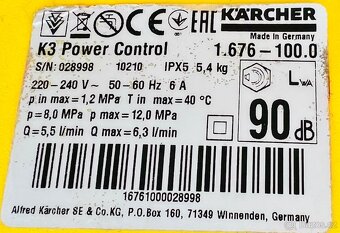 CE EAC KÄRCHER
Made in Germany
K3 Power Control 1.676-100.0
S/N: 028998 10210 IPX5 5,4 kg
220-240 V~ 50-60 Hz 6 A
p in max=1,2 MPa T in max=40 °C
p=8,0 MPa p max=12,0 MPa
Q=5,5 l/min Q max=6,3 l/min
LWA
90 dB
16761000028998
Alfred Kärcher SE & Co.KG, P.O.Box 160, 71349 Winnenden, Germany